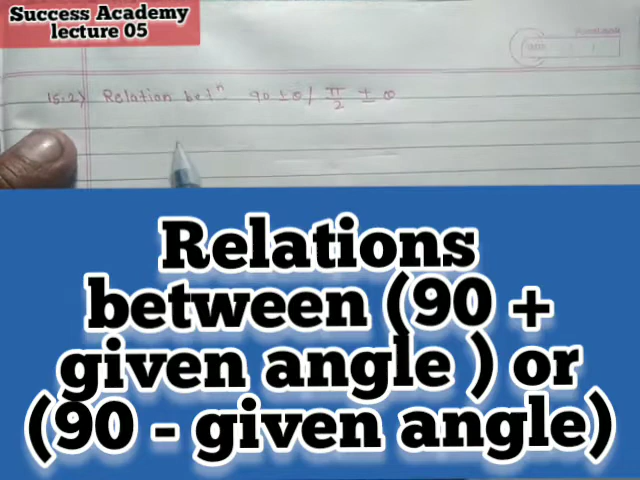 Success Academy
lecture 05
15.2) Relation betⁿ 90 ± θ / π/2 ± θ
Relations
between (90 +
given angle ) or
(90 - given angle)